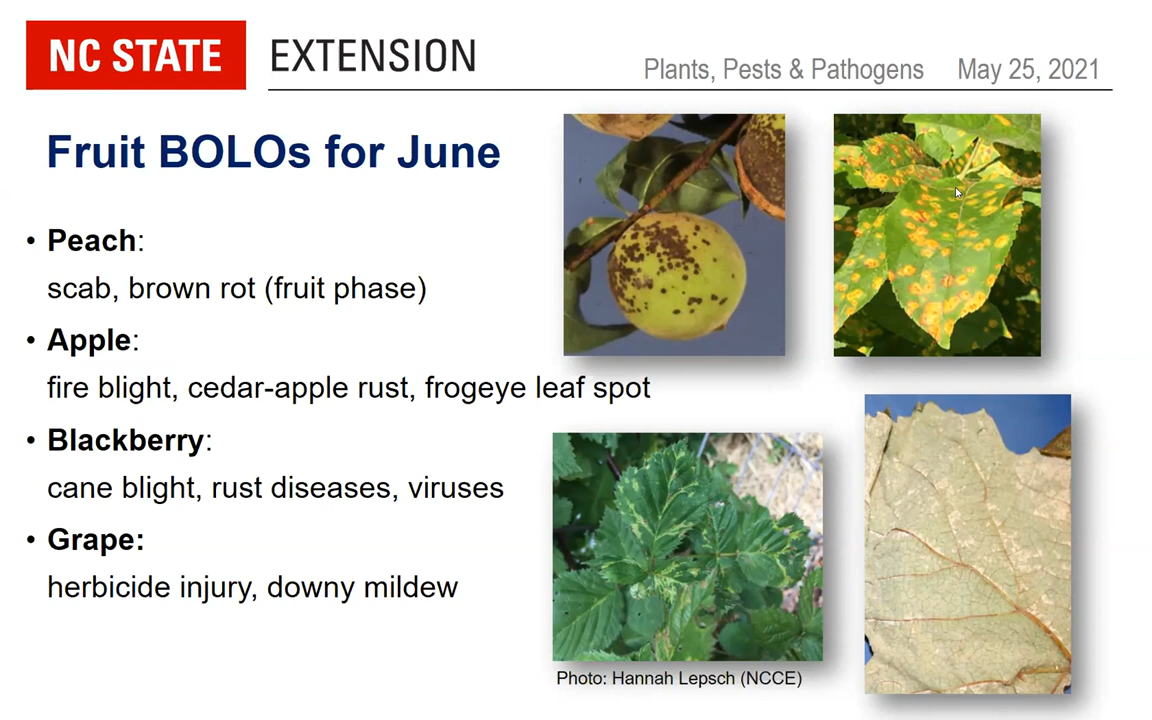 NC STATE EXTENSION
Plants, Pests & Pathogens May 25, 2021
Fruit BOLOs for June
• Peach:
scab, brown rot (fruit phase)
• Apple:
fire blight, cedar-apple rust, frogeye leaf spot
• Blackberry:
cane blight, rust diseases, viruses
• Grape:
herbicide injury, downy mildew
Photo: Hannah Lepsch (NCCE)